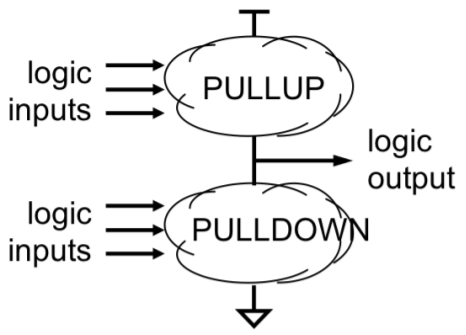 logic
inputs
PULLUP
logic
output
logic
inputs
PULLDOWN